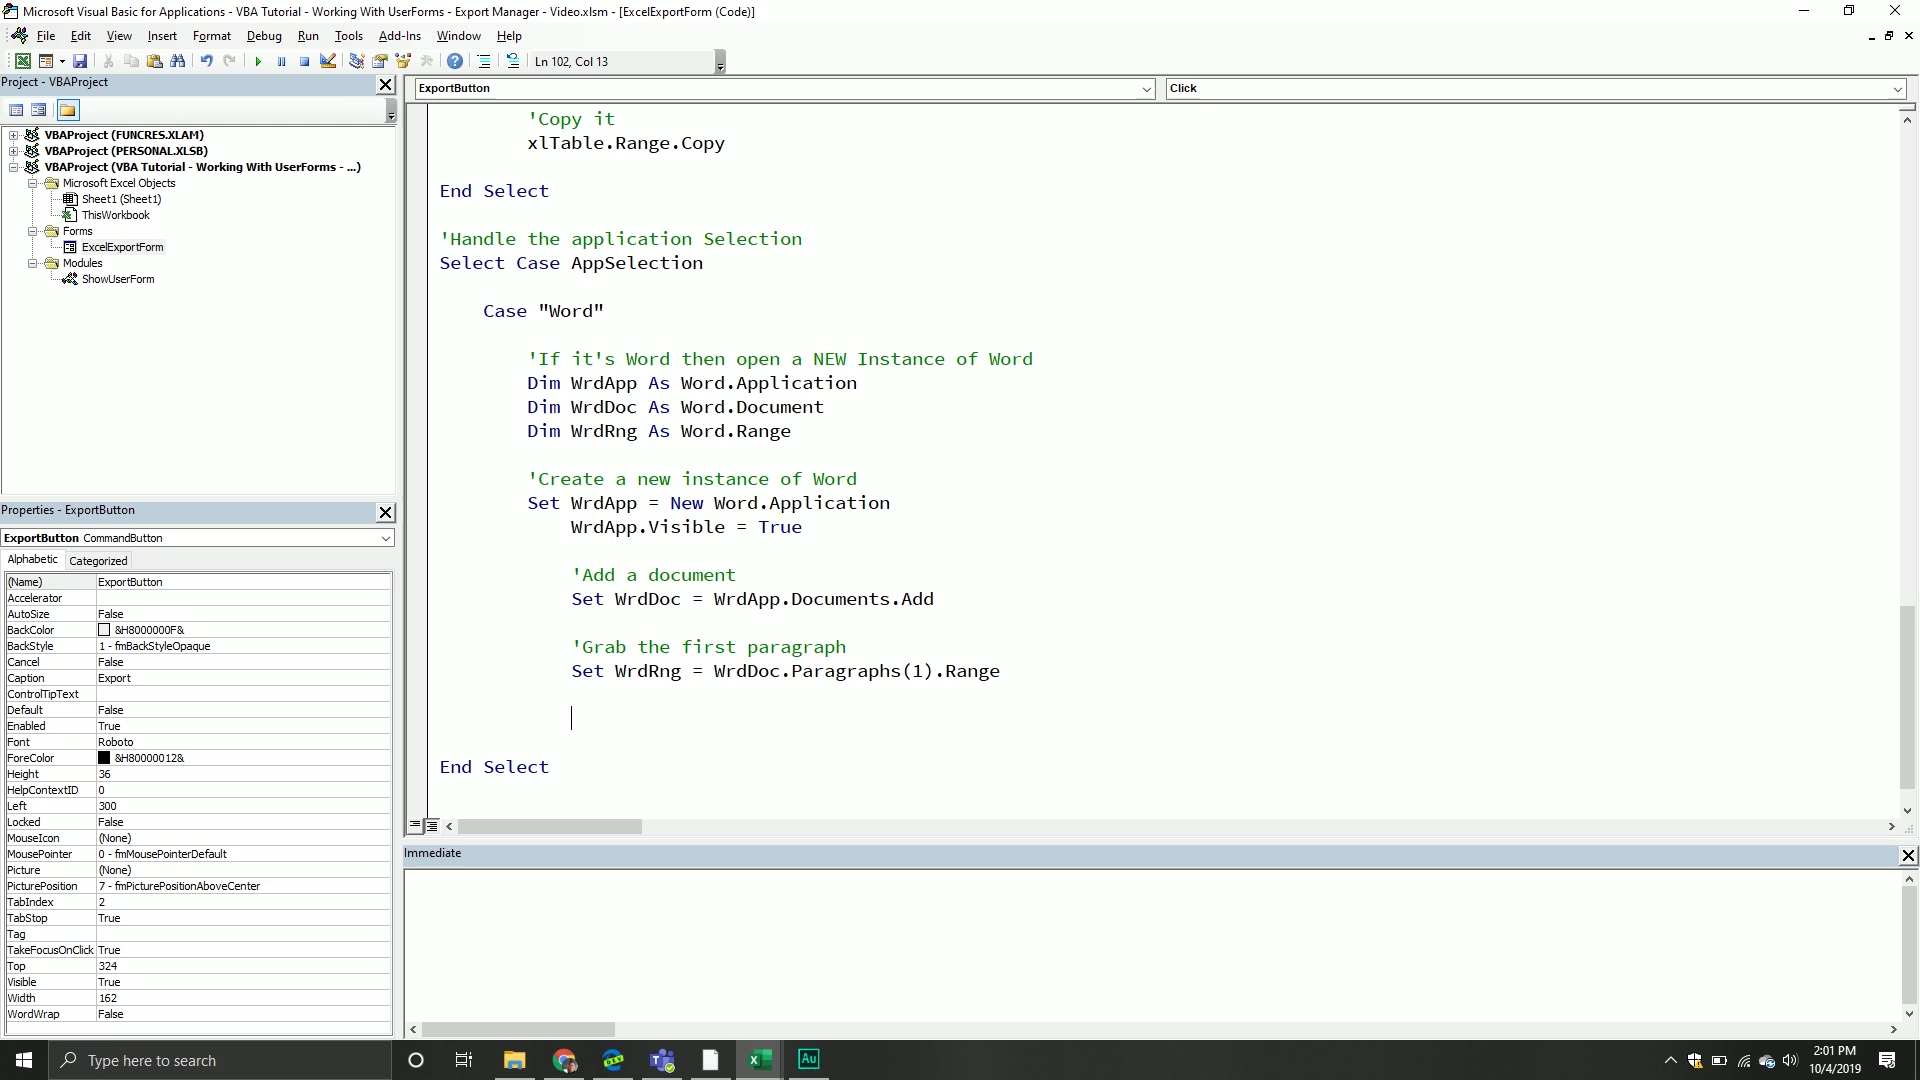 Microsoft Visual Basic for Applications - VBA Tutorial - Working With UserForms - Export Manager - Video.xlsm - [ExcelExportForm (Code)]
File Edit View Insert Format Debug Run Tools Add-Ins Window Help
Ln 102, Col 13
Project - VBAProject
VBAProject (FUNCRES.XLAM)
VBAProject (PERSONAL.XLSB)
VBAProject (VBA Tutorial - Working With UserForms - ...)
Microsoft Excel Objects
Sheet1 (Sheet1)
ThisWorkbook
Forms
ExcelExportForm
Modules
ShowUserForm
Properties - ExportButton
ExportButton CommandButton
Alphabetic Categorized
(Name) ExportButton
Accelerator
AutoSize False
BackColor &H8000000F&
BackStyle 1 - fmBackStyleOpaque
Cancel False
Caption Export
ControlTipText
Default False
Enabled True
Font Roboto
ForeColor &H80000012&
Height 36
HelpContextID 0
Left 300
Locked False
MouseIcon (None)
MousePointer 0 - fmMousePointerDefault
Picture (None)
PicturePosition 7 - fmPicturePositionAboveCenter
TabIndex 2
TabStop True
Tag
TakeFocusOnClick True
Top 324
Visible True
Width 162
WordWrap False
ExportButton Click
'Copy it
xlTable.Range.Copy
End Select
'Handle the application Selection
Select Case AppSelection
Case "Word"
'If it's Word then open a NEW Instance of Word
Dim WrdApp As Word.Application
Dim WrdDoc As Word.Document
Dim WrdRng As Word.Range
'Create a new instance of Word
Set WrdApp = New Word.Application
WrdApp.Visible = True
'Add a document
Set WrdDoc = WrdApp.Documents.Add
'Grab the first paragraph
Set WrdRng = WrdDoc.Paragraphs(1).Range
End Select
Immediate
Type here to search
Au
2:01 PM
10/4/2019